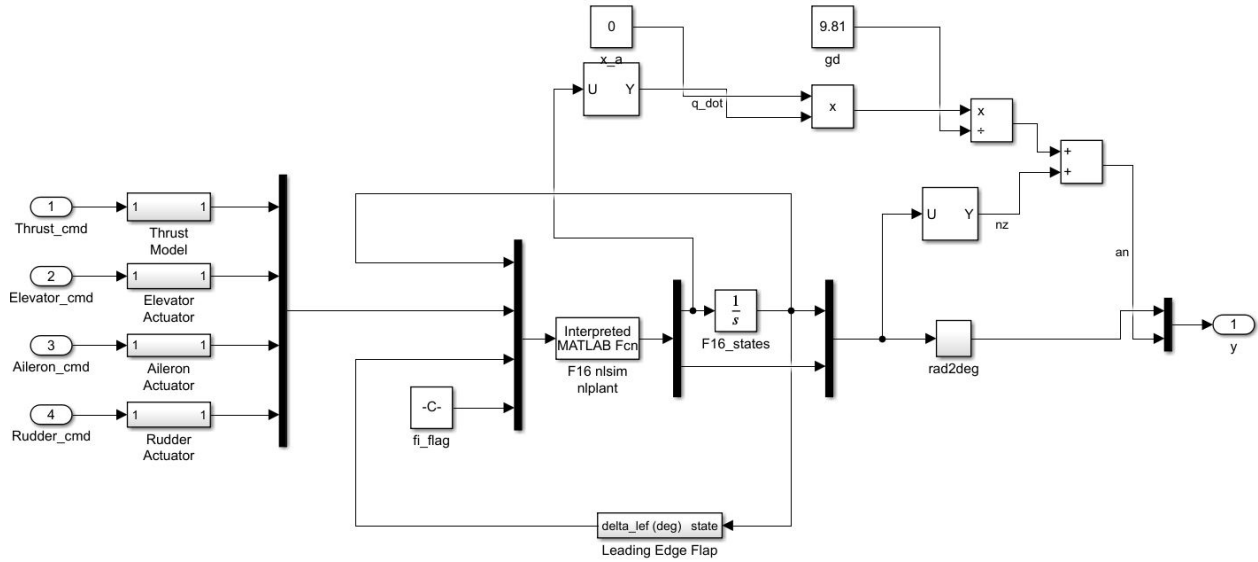 0
x_a
9.81
gd
U Y
q_dot
x
x
÷
+
+
1
Thrust_cmd
1 1
Thrust
Model
2
Elevator_cmd
1 1
Elevator
Actuator
3
Aileron_cmd
1 1
Aileron
Actuator
4
Rudder_cmd
1 1
Rudder
Actuator
-C-
fi_flag
Interpreted
MATLAB Fcn
F16 nlsim
nlplant
1
s
F16_states
U Y
nz
an
rad2deg
1
y
delta_lef (deg) state
Leading Edge Flap